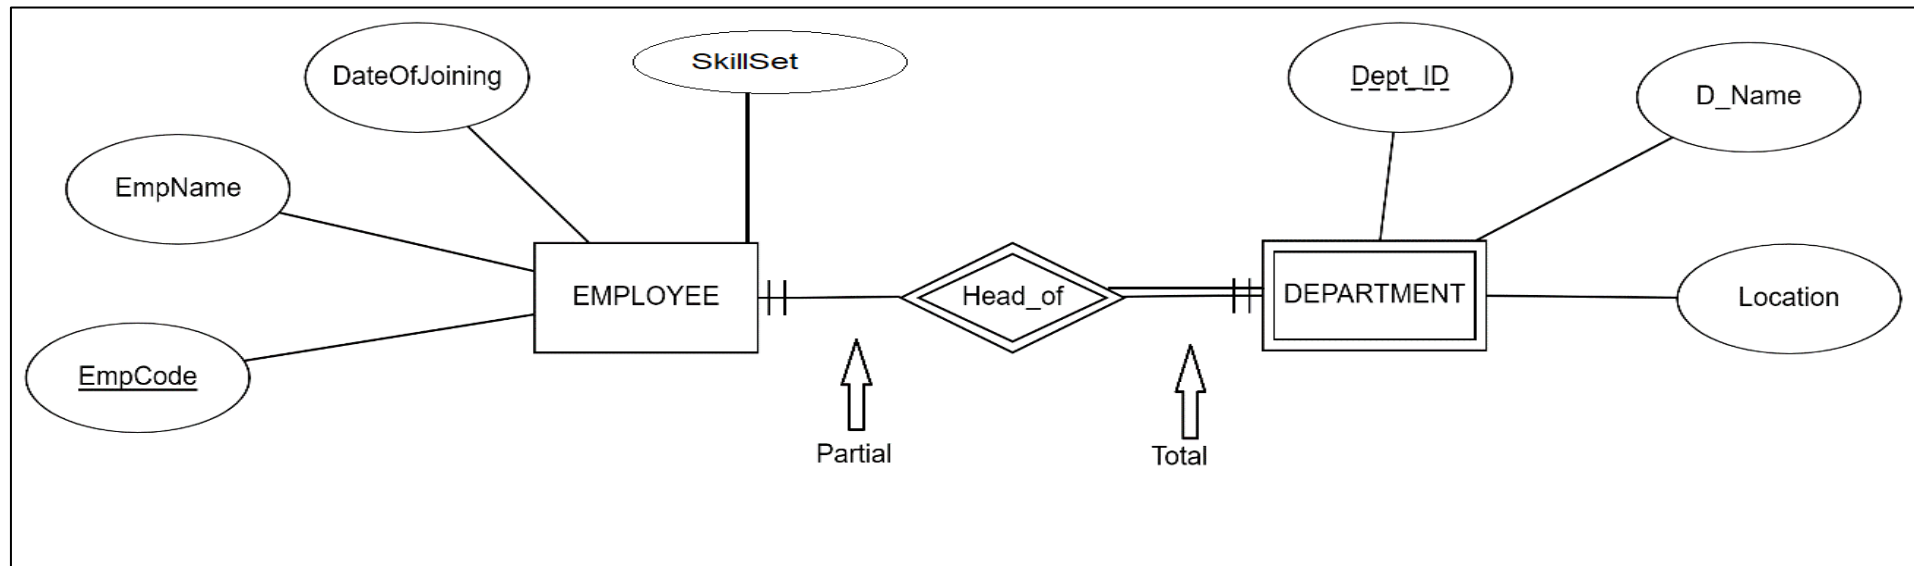 DateOfJoining
SkillSet
Dept_ID
D_Name
EmpName
EMPLOYEE
Head_of
DEPARTMENT
Location
EmpCode
Partial
Total